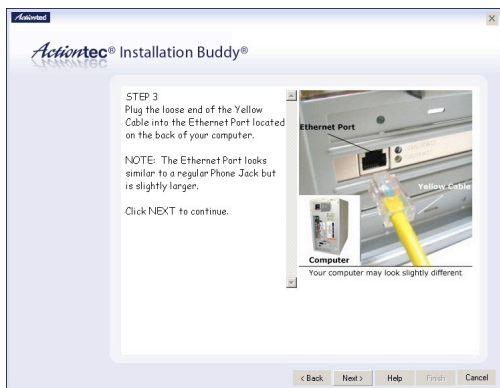 Actiontec
Actiontec® Installation Buddy®
STEP 3
Plug the loose end of the Yellow
Cable into the Ethernet Port located
on the back of your computer.
NOTE: The Ethernet Port looks
similar to a regular Phone Jack but
is slightly larger.
Click NEXT to continue.
Ethernet Port
Yellow Cable
Computer
Your computer may look slightly different
< Back
Next >
Help
Finish
Cancel